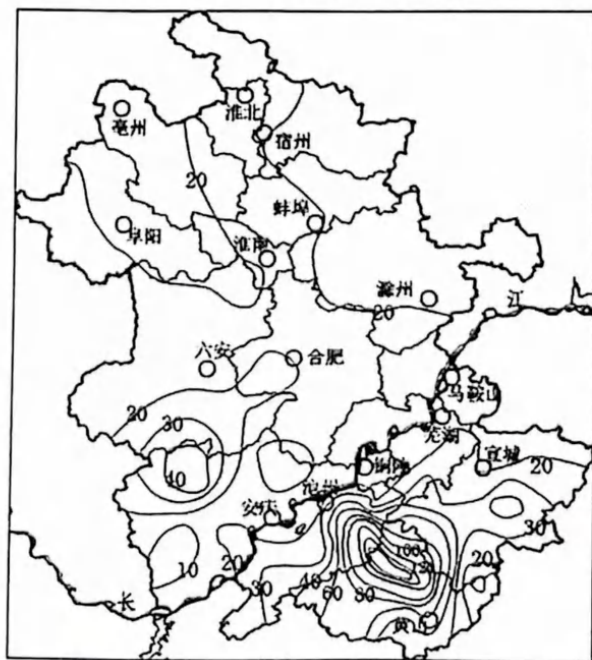 淮北
亳州
宿州
20
蚌埠
阜阳
淮南
滁州
江
20
六安
合肥
马鞍山
20
芜湖
30
铜陵
宣城
20
40
池州
安庆
30
100
120
20
10
20
30
40
60
80
黄山
长